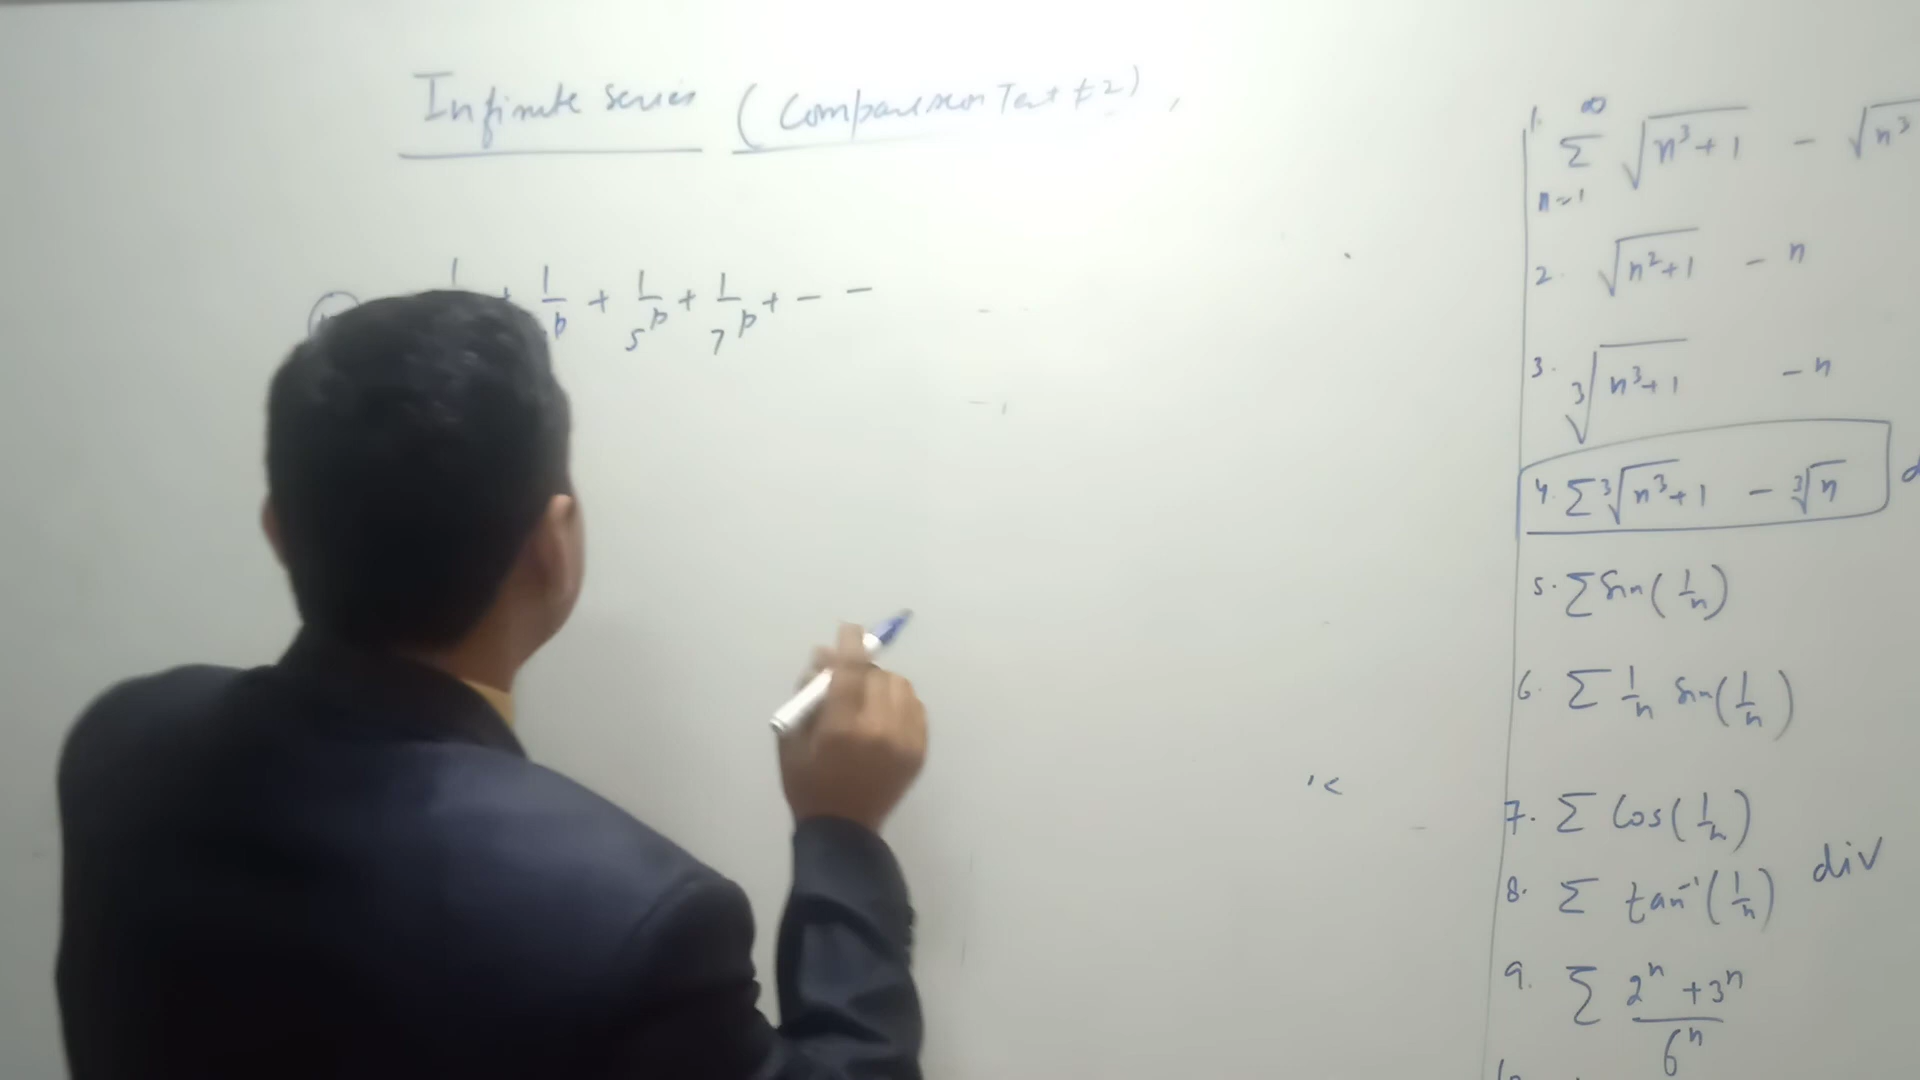 Infinite series (Comparison Test #2),
1 + 1/p + 1/5^p + 1/7^p + - -
1. ∞ Σ n=1 √(n³+1) - √n³
2. √(n²+1) - n
3. ³√(n³+1) - n
4. Σ ³√(n³+1) - ³√n
5. Σ Sin(1/n)
6. Σ 1/n Sin(1/n)
7. Σ Cos(1/n)
8. Σ tan⁻¹(1/n) div
9. Σ (2ⁿ + 3ⁿ)/6ⁿ